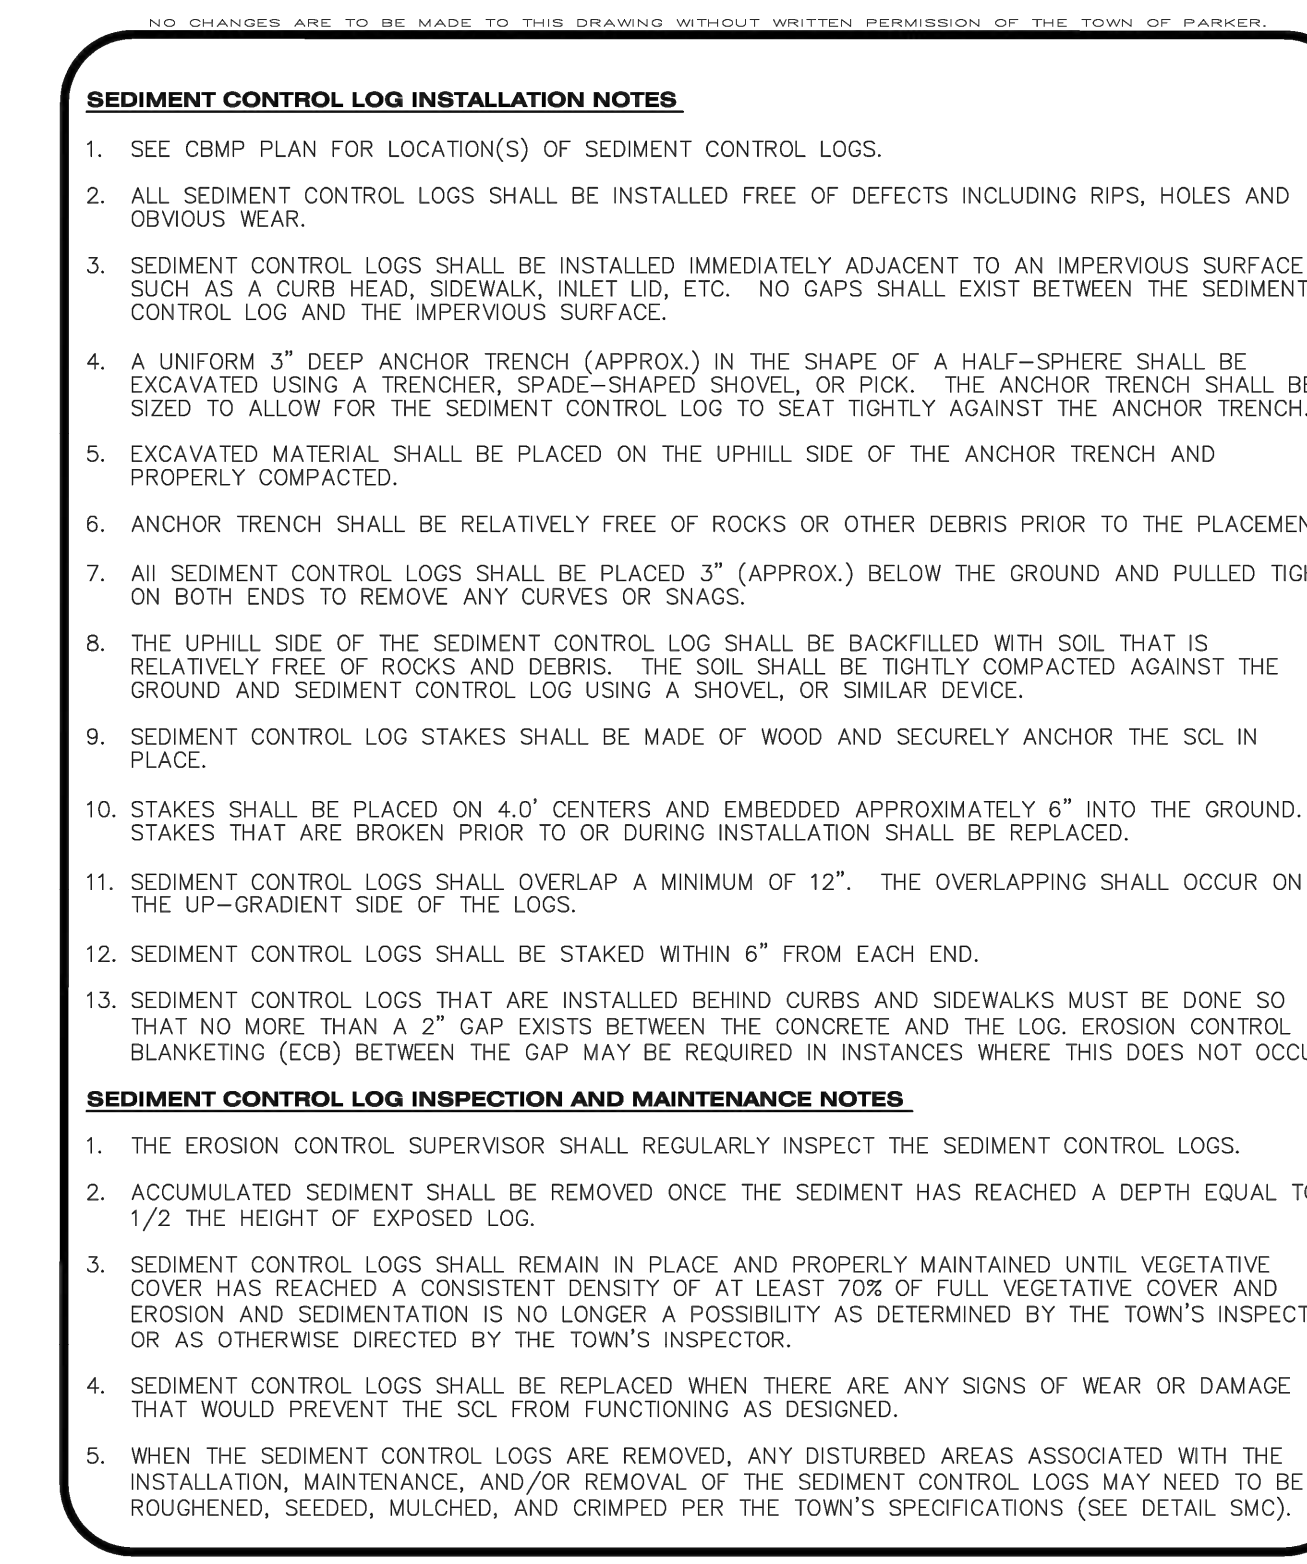 NO CHANGES ARE TO BE MADE TO THIS DRAWING WITHOUT WRITTEN PERMISSION OF THE TOWN OF PARKER.
SEDIMENT CONTROL LOG INSTALLATION NOTES
1. SEE CBMP PLAN FOR LOCATION(S) OF SEDIMENT CONTROL LOGS.
2. ALL SEDIMENT CONTROL LOGS SHALL BE INSTALLED FREE OF DEFECTS INCLUDING RIPS, HOLES AND
OBVIOUS WEAR.
3. SEDIMENT CONTROL LOGS SHALL BE INSTALLED IMMEDIATELY ADJACENT TO AN IMPERVIOUS SURFACE
SUCH AS A CURB HEAD, SIDEWALK, INLET LID, ETC. NO GAPS SHALL EXIST BETWEEN THE SEDIMENT
CONTROL LOG AND THE IMPERVIOUS SURFACE.
4. A UNIFORM 3" DEEP ANCHOR TRENCH (APPROX.) IN THE SHAPE OF A HALF-SPHERE SHALL BE
EXCAVATED USING A TRENCHER, SPADE-SHAPED SHOVEL, OR PICK. THE ANCHOR TRENCH SHALL BE
SIZED TO ALLOW FOR THE SEDIMENT CONTROL LOG TO SEAT TIGHTLY AGAINST THE ANCHOR TRENCH.
5. EXCAVATED MATERIAL SHALL BE PLACED ON THE UPHILL SIDE OF THE ANCHOR TRENCH AND
PROPERLY COMPACTED.
6. ANCHOR TRENCH SHALL BE RELATIVELY FREE OF ROCKS OR OTHER DEBRIS PRIOR TO THE PLACEMEN
7. All SEDIMENT CONTROL LOGS SHALL BE PLACED 3" (APPROX.) BELOW THE GROUND AND PULLED TIGH
ON BOTH ENDS TO REMOVE ANY CURVES OR SNAGS.
8. THE UPHILL SIDE OF THE SEDIMENT CONTROL LOG SHALL BE BACKFILLED WITH SOIL THAT IS
RELATIVELY FREE OF ROCKS AND DEBRIS. THE SOIL SHALL BE TIGHTLY COMPACTED AGAINST THE
GROUND AND SEDIMENT CONTROL LOG USING A SHOVEL, OR SIMILAR DEVICE.
9. SEDIMENT CONTROL LOG STAKES SHALL BE MADE OF WOOD AND SECURELY ANCHOR THE SCL IN
PLACE.
10. STAKES SHALL BE PLACED ON 4.0' CENTERS AND EMBEDDED APPROXIMATELY 6" INTO THE GROUND.
STAKES THAT ARE BROKEN PRIOR TO OR DURING INSTALLATION SHALL BE REPLACED.
11. SEDIMENT CONTROL LOGS SHALL OVERLAP A MINIMUM OF 12". THE OVERLAPPING SHALL OCCUR ON
THE UP-GRADIENT SIDE OF THE LOGS.
12. SEDIMENT CONTROL LOGS SHALL BE STAKED WITHIN 6" FROM EACH END.
13. SEDIMENT CONTROL LOGS THAT ARE INSTALLED BEHIND CURBS AND SIDEWALKS MUST BE DONE SO
THAT NO MORE THAN A 2" GAP EXISTS BETWEEN THE CONCRETE AND THE LOG. EROSION CONTROL
BLANKETING (ECB) BETWEEN THE GAP MAY BE REQUIRED IN INSTANCES WHERE THIS DOES NOT OCCU
SEDIMENT CONTROL LOG INSPECTION AND MAINTENANCE NOTES
1. THE EROSION CONTROL SUPERVISOR SHALL REGULARLY INSPECT THE SEDIMENT CONTROL LOGS.
2. ACCUMULATED SEDIMENT SHALL BE REMOVED ONCE THE SEDIMENT HAS REACHED A DEPTH EQUAL TO
1/2 THE HEIGHT OF EXPOSED LOG.
3. SEDIMENT CONTROL LOGS SHALL REMAIN IN PLACE AND PROPERLY MAINTAINED UNTIL VEGETATIVE
COVER HAS REACHED A CONSISTENT DENSITY OF AT LEAST 70% OF FULL VEGETATIVE COVER AND
EROSION AND SEDIMENTATION IS NO LONGER A POSSIBILITY AS DETERMINED BY THE TOWN'S INSPECT
OR AS OTHERWISE DIRECTED BY THE TOWN'S INSPECTOR.
4. SEDIMENT CONTROL LOGS SHALL BE REPLACED WHEN THERE ARE ANY SIGNS OF WEAR OR DAMAGE
THAT WOULD PREVENT THE SCL FROM FUNCTIONING AS DESIGNED.
5. WHEN THE SEDIMENT CONTROL LOGS ARE REMOVED, ANY DISTURBED AREAS ASSOCIATED WITH THE
INSTALLATION, MAINTENANCE, AND/OR REMOVAL OF THE SEDIMENT CONTROL LOGS MAY NEED TO BE
ROUGHENED, SEEDED, MULCHED, AND CRIMPED PER THE TOWN'S SPECIFICATIONS (SEE DETAIL SMC).